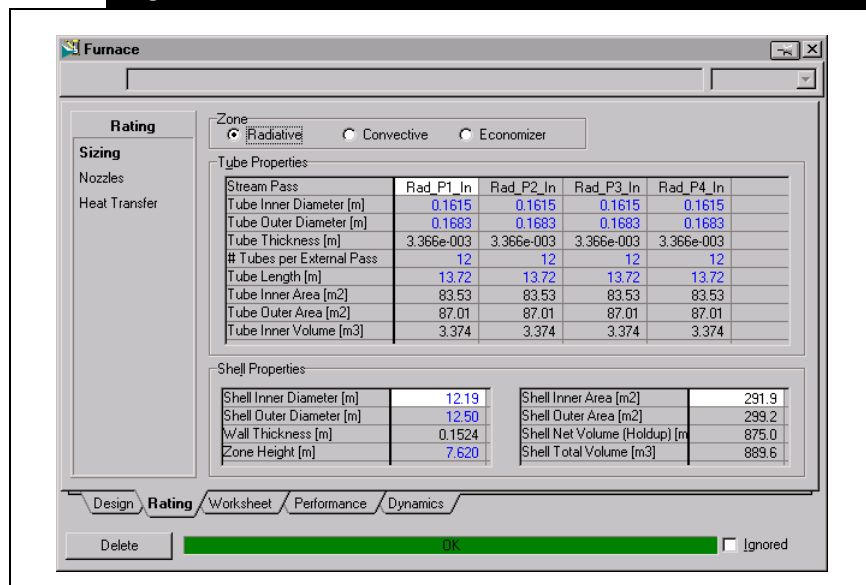 Furnace
Rating
Sizing
Nozzles
Heat Transfer
Zone
Radiative Convective Economizer
Tube Properties
Stream Pass Rad_P1_In Rad_P2_In Rad_P3_In Rad_P4_In
Tube Inner Diameter [m] 0.1615 0.1615 0.1615 0.1615
Tube Outer Diameter [m] 0.1683 0.1683 0.1683 0.1683
Tube Thickness [m] 3.366e-003 3.366e-003 3.366e-003 3.366e-003
# Tubes per External Pass 12 12 12 12
Tube Length [m] 13.72 13.72 13.72 13.72
Tube Inner Area [m2] 83.53 83.53 83.53 83.53
Tube Outer Area [m2] 87.01 87.01 87.01 87.01
Tube Inner Volume [m3] 3.374 3.374 3.374 3.374
Shell Properties
Shell Inner Diameter [m] 12.19
Shell Outer Diameter [m] 12.50
Wall Thickness [m] 0.1524
Zone Height [m] 7.620
Shell Inner Area [m2] 291.9
Shell Outer Area [m2] 299.2
Shell Net Volume (Holdup) [m 875.0
Shell Total Volume [m3] 889.6
Design Rating Worksheet Performance Dynamics
Delete OK Ignored